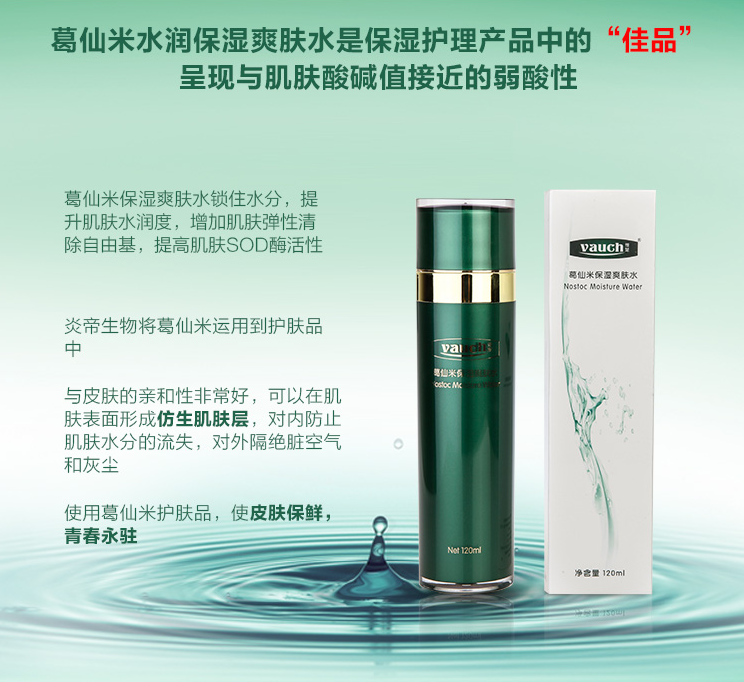 葛仙米水润保湿爽肤水是保湿护理产品中的“佳品”
呈现与肌肤酸碱值接近的弱酸性
葛仙米保湿爽肤水锁住水分，提
升肌肤水润度，增加肌肤弹性清
除自由基，提高肌肤SOD酶活性
炎帝生物将葛仙米运用到护肤品
中
与皮肤的亲和性非常好，可以在肌
肤表面形成仿生肌肤层，对内防止
肌肤水分的流失，对外隔绝脏空气
和灰尘
使用葛仙米护肤品，使皮肤保鲜，
青春永驻
vauch
葛仙米保
Net 120ml
vauch®
葛仙米保湿爽肤水
Nostoc Moisture Water
净含量 120ml